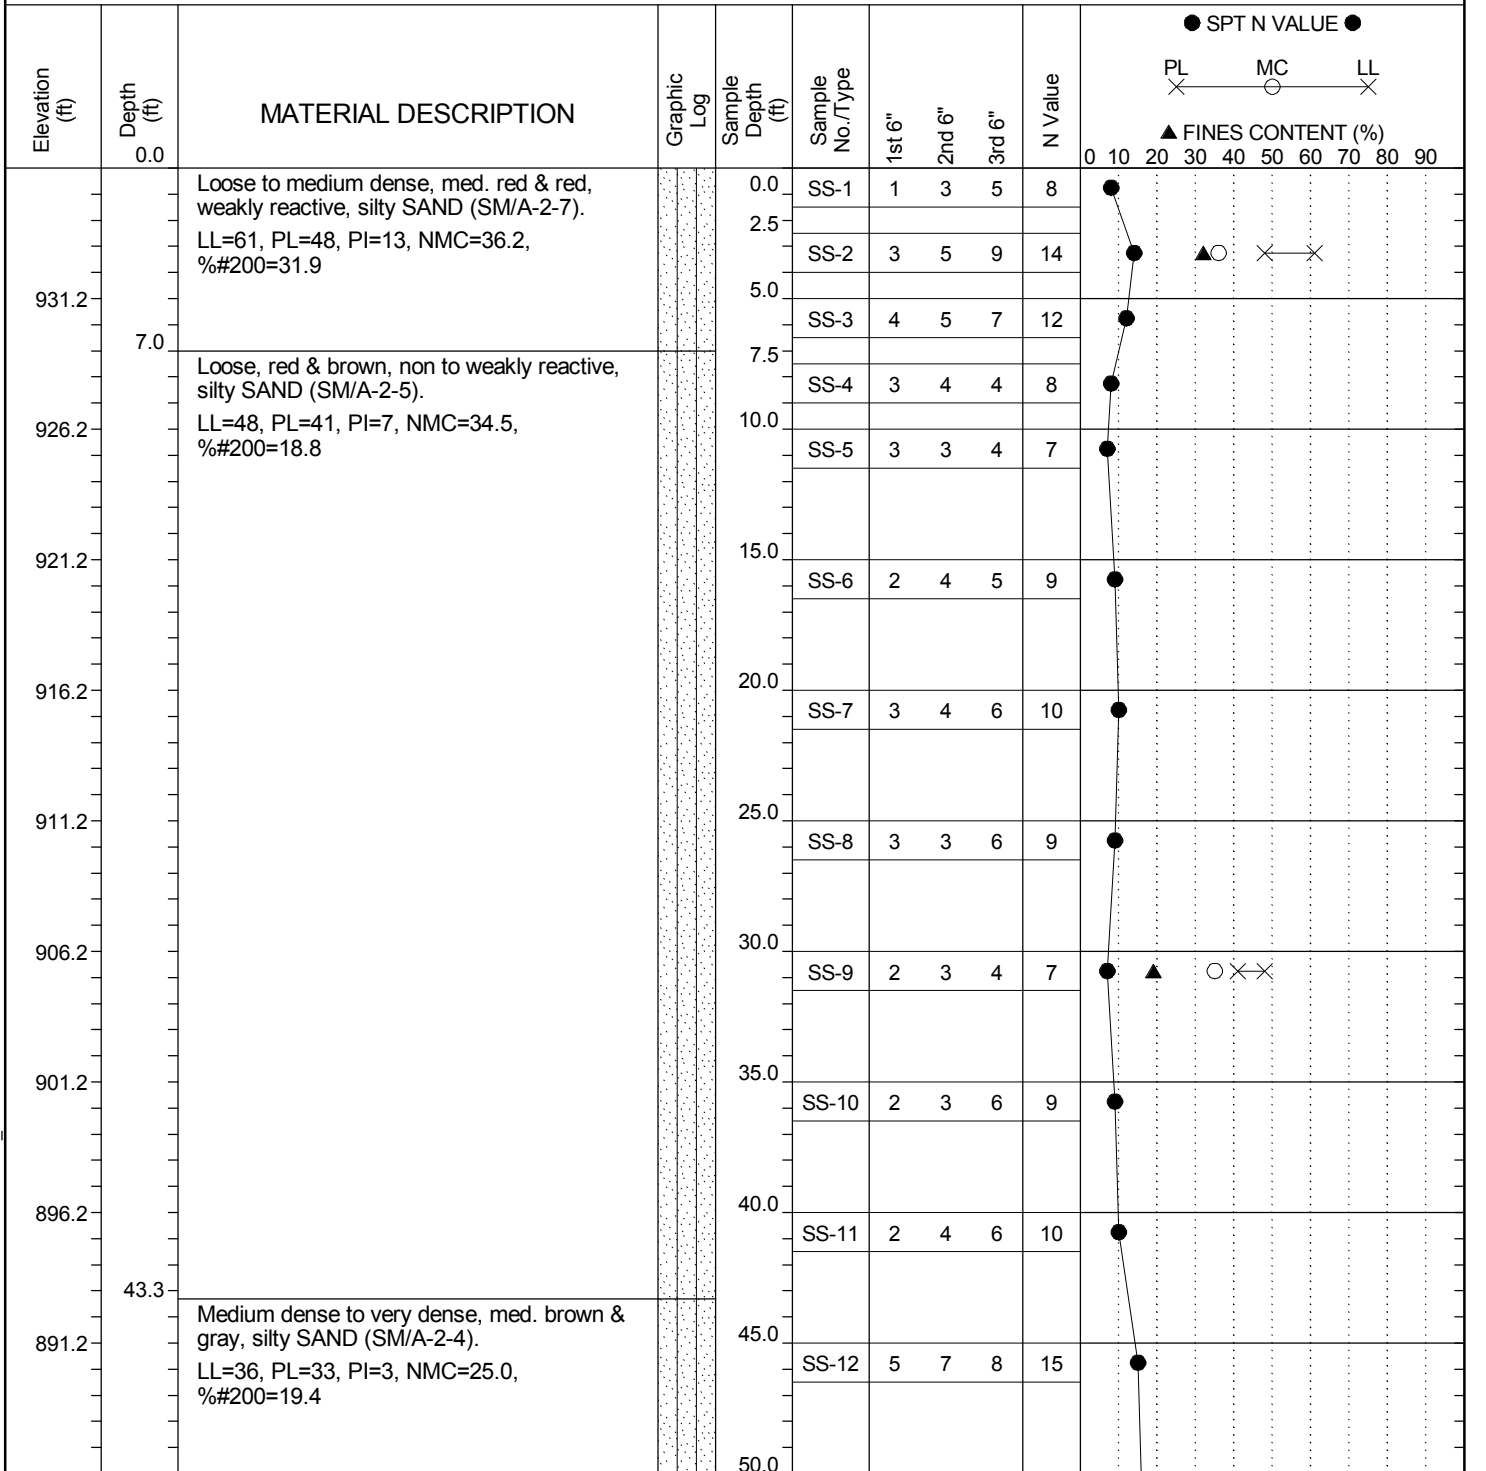 ● SPT N VALUE ●
PL MC LL
▲ FINES CONTENT (%)
0 10 20 30 40 50 60 70 80 90
Elevation (ft)
Depth (ft)
0.0
MATERIAL DESCRIPTION
Graphic Log
Sample Depth (ft)
Sample No./Type
1st 6"
2nd 6"
3rd 6"
N Value
Loose to medium dense, med. red & red,
weakly reactive, silty SAND (SM/A-2-7).
LL=61, PL=48, PI=13, NMC=36.2,
%#200=31.9
0.0 SS-1 1 3 5 8
2.5
SS-2 3 5 9 14
931.2 5.0
SS-3 4 5 7 12
7.0
7.5
Loose, red & brown, non to weakly reactive,
silty SAND (SM/A-2-5).
LL=48, PL=41, PI=7, NMC=34.5,
%#200=18.8
SS-4 3 4 4 8
926.2 10.0
SS-5 3 3 4 7
921.2 15.0
SS-6 2 4 5 9
916.2 20.0
SS-7 3 4 6 10
911.2 25.0
SS-8 3 3 6 9
906.2 30.0
SS-9 2 3 4 7
901.2 35.0
SS-10 2 3 6 9
896.2 40.0
SS-11 2 4 6 10
43.3
Medium dense to very dense, med. brown &
gray, silty SAND (SM/A-2-4).
LL=36, PL=33, PI=3, NMC=25.0,
%#200=19.4
891.2 45.0
SS-12 5 7 8 15
50.0